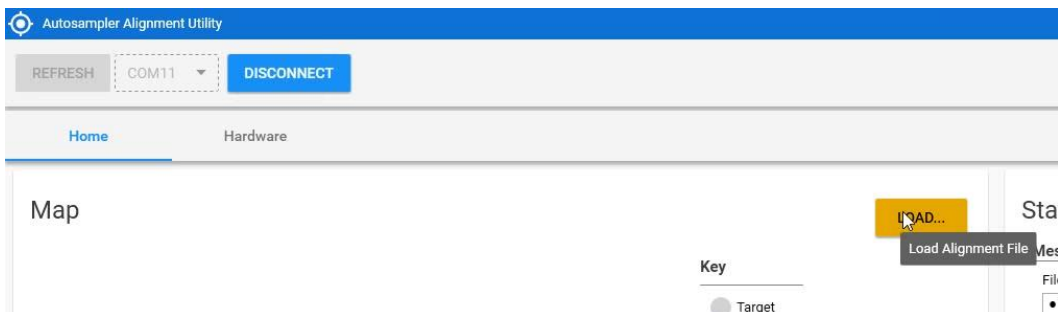 Autosampler Alignment Utility
REFRESH COM11 DISCONNECT
Home Hardware
Map
LOAD...
Load Alignment File
Key
Target